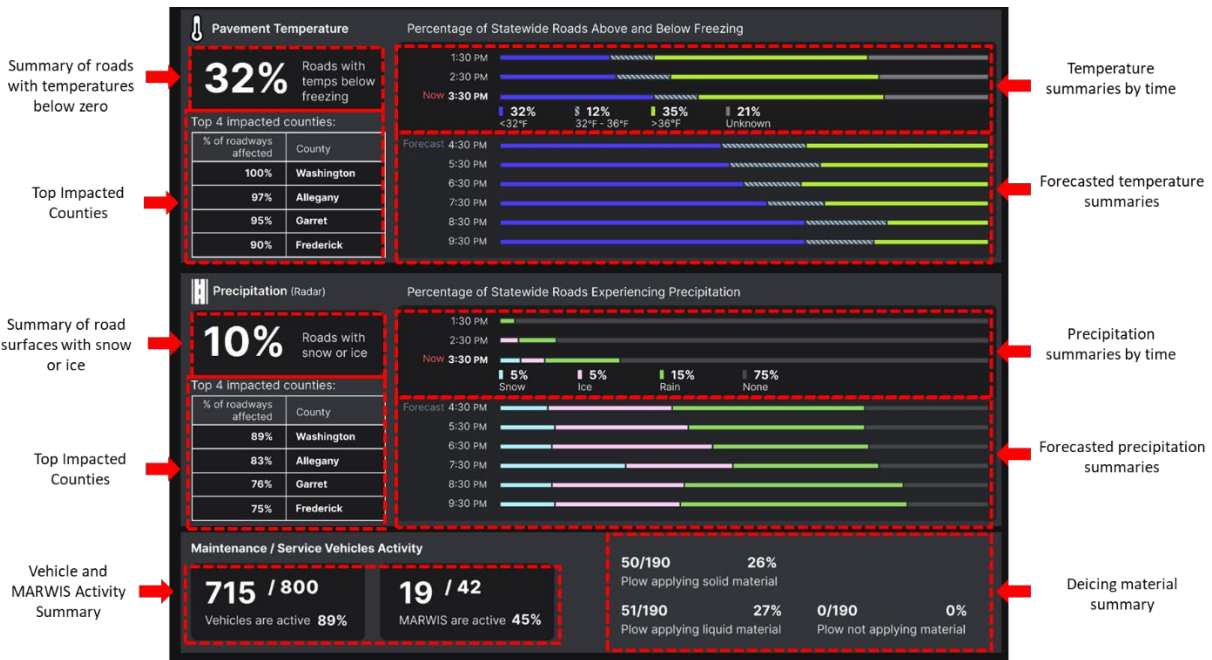 Summary of roads
with temperatures
below zero
Top Impacted
Counties
Summary of road
surfaces with snow
or ice
Top Impacted
Counties
Vehicle and
MARWIS Activity
Summary
Pavement Temperature
Percentage of Statewide Roads Above and Below Freezing
32%
Roads with
temps below
freezing
Top 4 impacted counties:
% of roadways
affected
County
100% Washington
97% Allegany
95% Garret
90% Frederick
1:30 PM
2:30 PM
Now 3:30 PM
32% 12% 35% 21%
<32°F 32°F - 36°F >36°F Unknown
Forecast 4:30 PM
5:30 PM
6:30 PM
7:30 PM
8:30 PM
9:30 PM
Precipitation (Radar)
Percentage of Statewide Roads Experiencing Precipitation
10%
Roads with
snow or ice
Top 4 impacted counties:
% of roadways
affected
County
89% Washington
83% Allegany
76% Garret
75% Frederick
1:30 PM
2:30 PM
Now 3:30 PM
5% 5% 15% 75%
Snow Ice Rain None
Forecast 4:30 PM
5:30 PM
6:30 PM
7:30 PM
8:30 PM
9:30 PM
Maintenance / Service Vehicles Activity
715 / 800
Vehicles are active 89%
19 / 42
MARWIS are active 45%
50/190 26%
Plow applying solid material
51/190 27%
Plow applying liquid material
0/190 0%
Plow not applying material
Temperature
summaries by time
Forecasted temperature
summaries
Precipitation
summaries by time
Forecasted precipitation
summaries
Deicing material
summary